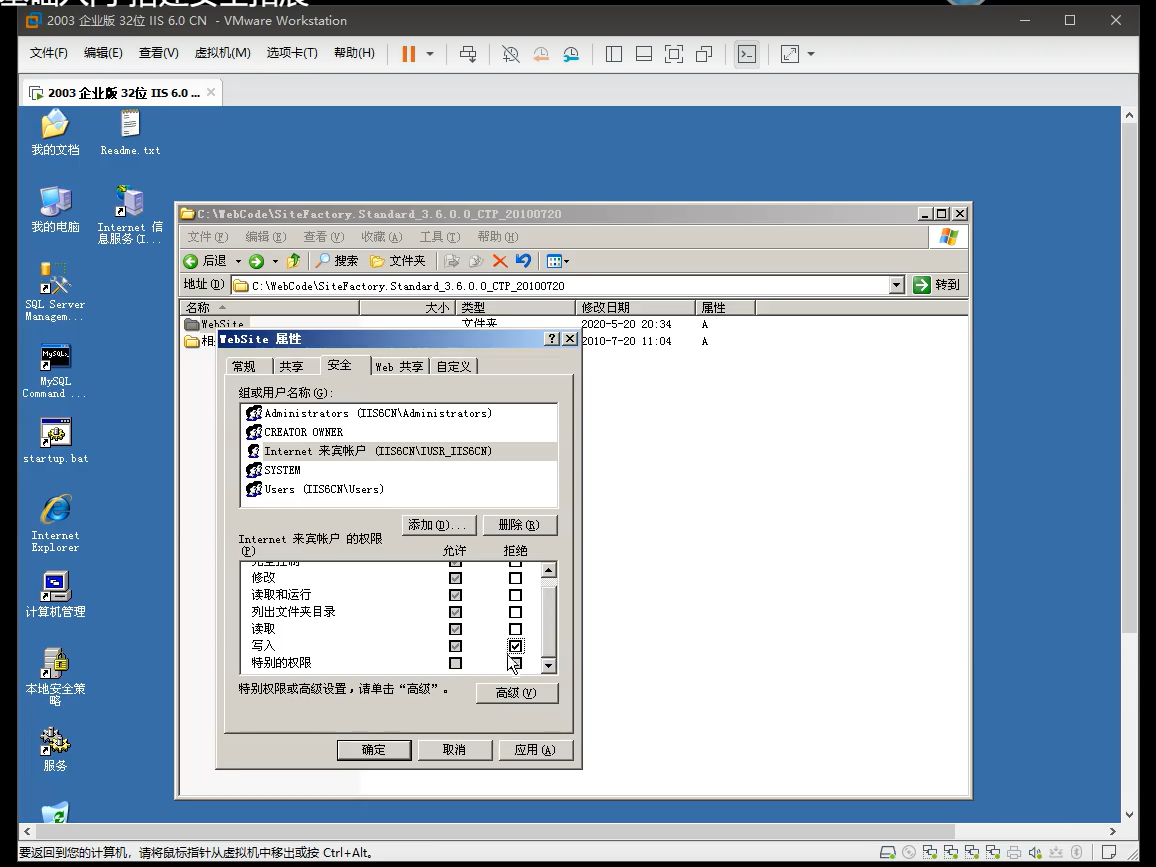 基础入门 搭建安全拓展
2003 企业版 32位 IIS 6.0 CN - VMware Workstation
文件(F) 编辑(E) 查看(V) 虚拟机(M) 选项卡(T) 帮助(H)
2003 企业版 32位 IIS 6.0 ...
我的文档
Readme.txt
我的电脑
Internet 信
息服务(I...
SQL Server
Managem...
MySQL
Command ...
startup.bat
Internet
Explorer
计算机管理
本地安全策
略
服务
C:\WebCode\SiteFactory.Standard_3.6.0.0_CTP_20100720
文件(F) 编辑(E) 查看(V) 收藏(A) 工具(T) 帮助(H)
后退 搜索 文件夹
地址(D) C:\WebCode\SiteFactory.Standard_3.6.0.0_CTP_20100720 转到
名称 大小 类型 修改日期 属性
WebSite 文件夹 2020-5-20 20:34 A
相 2010-7-20 11:04 A
WebSite 属性
常规 共享 安全 Web 共享 自定义
组或用户名称(G):
Administrators (IIS6CN\Administrators)
CREATOR OWNER
Internet 来宾帐户 (IIS6CN\IUSR_IIS6CN)
SYSTEM
Users (IIS6CN\Users)
添加(D)... 删除(R)
Internet 来宾帐户 的权限
(P) 允许 拒绝
完全控制
修改
读取和运行
列出文件夹目录
读取
写入
特别的权限
特别权限或高级设置，请单击“高级”。 高级(V)
确定 取消 应用(A)
要返回到您的计算机，请将鼠标指针从虚拟机中移出或按 Ctrl+Alt。